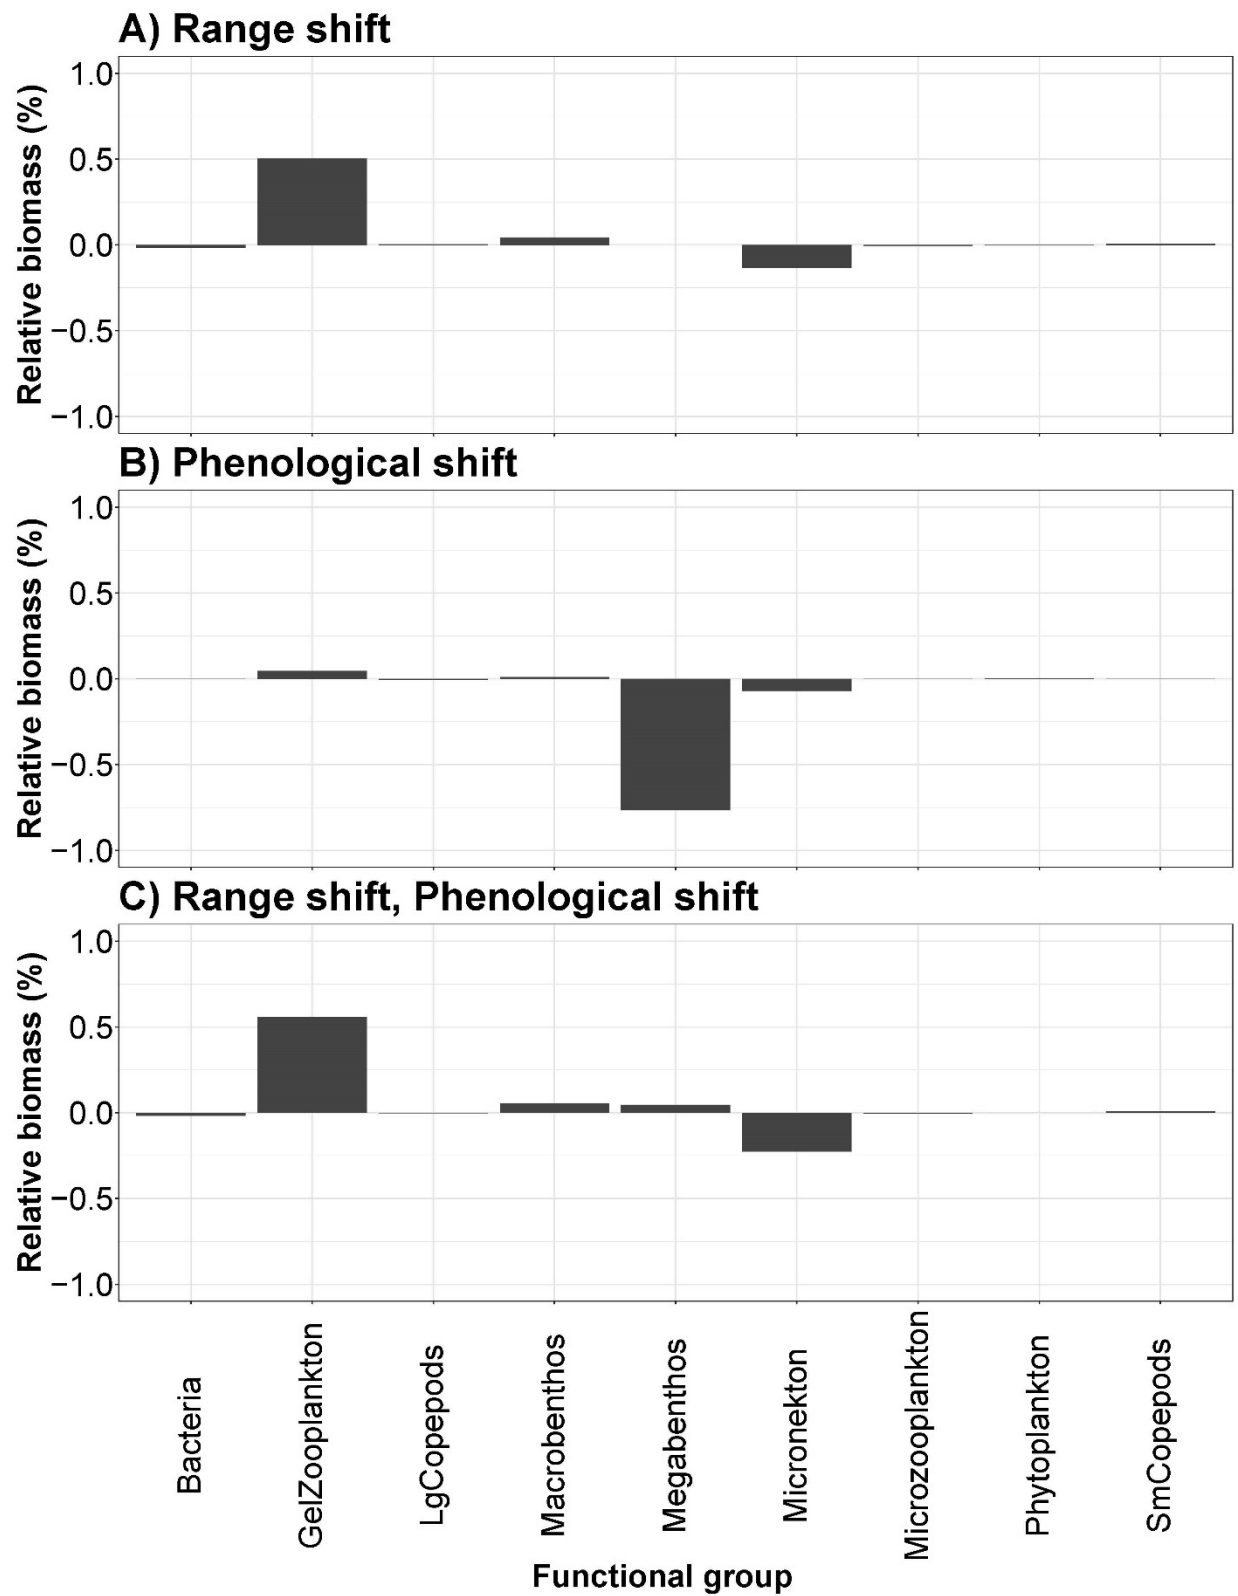 A) Range shift
Relative biomass (%)
1.0
0.5
0.0
−0.5
−1.0
B) Phenological shift
Relative biomass (%)
1.0
0.5
0.0
−0.5
−1.0
C) Range shift, Phenological shift
Relative biomass (%)
1.0
0.5
0.0
−0.5
−1.0
Bacteria
GelZooplankton
LgCopepods
Macrobenthos
Megabenthos
Micronekton
Microzooplankton
Phytoplankton
SmCopepods
Functional group